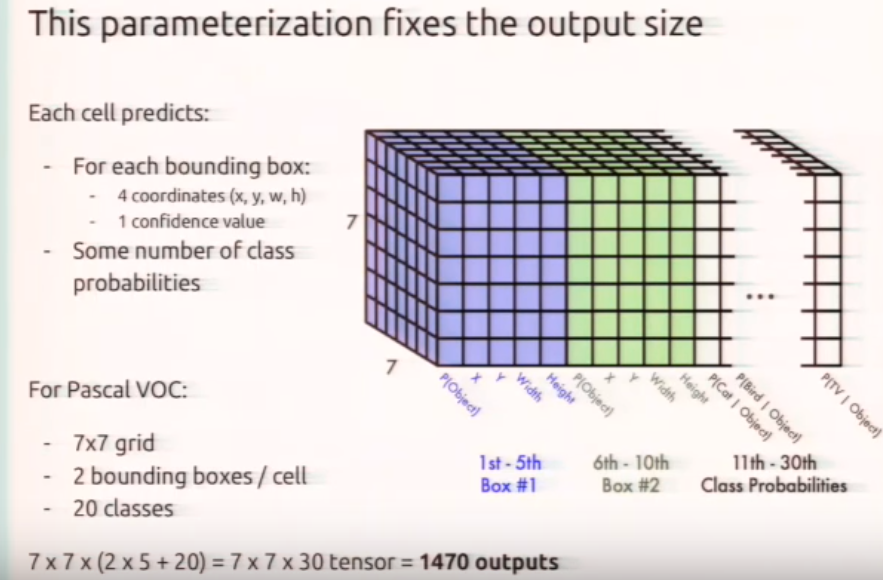 This parameterization fixes the output size
Each cell predicts:
- For each bounding box:
- 4 coordinates (x, y, w, h)
- 1 confidence value
- Some number of class
probabilities
For Pascal VOC:
- 7x7 grid
- 2 bounding boxes / cell
- 20 classes
7 x 7 x (2 x 5 + 20) = 7 x 7 x 30 tensor = 1470 outputs
7
7
...
P(Object)
X
Y
Width
Height
P(Object)
X
Y
Width
Height
P(Cat | Object)
P(Bird | Object)
P(TV | Object)
1st - 5th
Box #1
6th - 10th
Box #2
11th - 30th
Class Probabilities